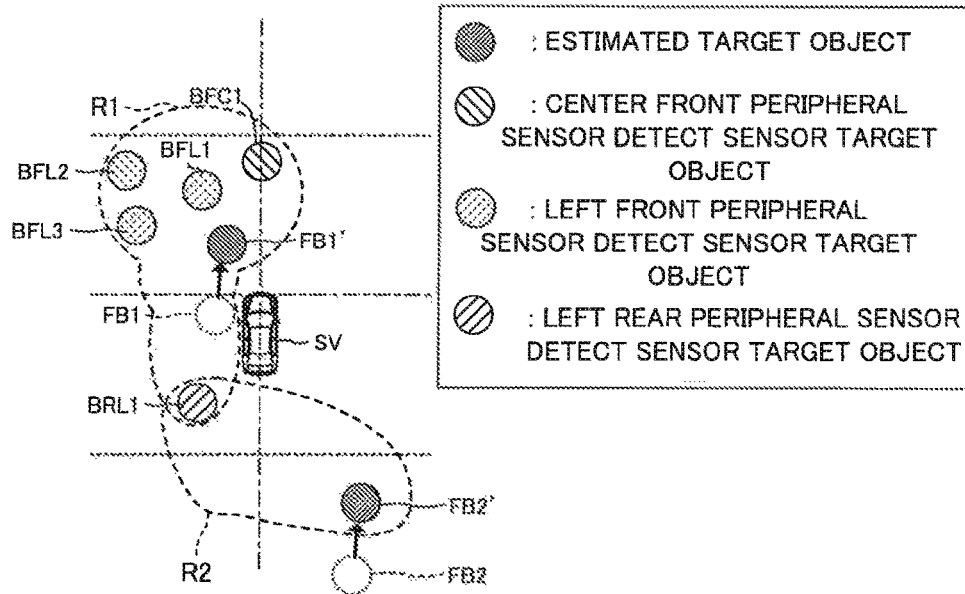 R1
BFC1
BFL1
BFL2
BFL3
FB1'
FB1
SV
BRL1
FB2'
R2
FB2
: ESTIMATED TARGET OBJECT
: CENTER FRONT PERIPHERAL
SENSOR DETECT SENSOR TARGET
OBJECT
: LEFT FRONT PERIPHERAL
SENSOR DETECT SENSOR TARGET
OBJECT
: LEFT REAR PERIPHERAL SENSOR
DETECT SENSOR TARGET OBJECT